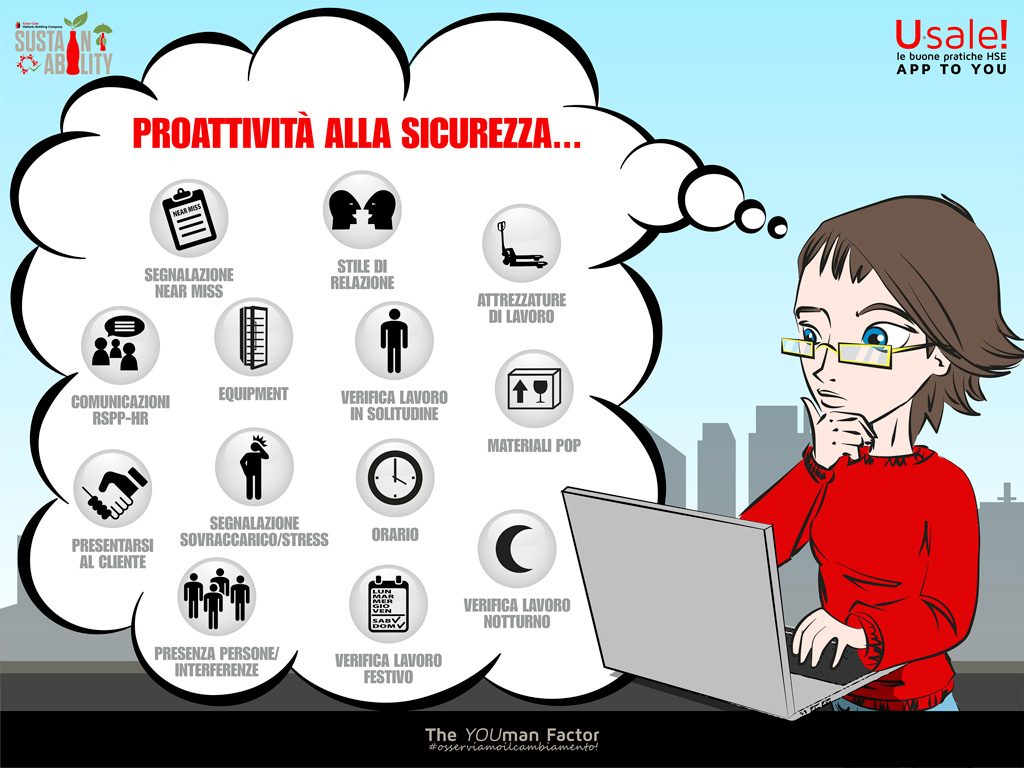 Coca-Cola
Hellenic Bottling Company
SUSTAIN
ABILITY
U·sale!
le buone pratiche HSE
APP TO YOU
PROATTIVITÀ ALLA SICUREZZA...
NEAR MISS
SEGNALAZIONE
NEAR MISS
STILE DI
RELAZIONE
ATTREZZATURE
DI LAVORO
COMUNICAZIONI
RSPP-HR
EQUIPMENT
VERIFICA LAVORO
IN SOLITUDINE
MATERIALI POP
PRESENTARSI
AL CLIENTE
SEGNALAZIONE
SOVRACCARICO/STRESS
ORARIO
VERIFICA LAVORO
NOTTURNO
PRESENZA PERSONE/
INTERFERENZE
LUN
MAR
MER
GIO
VEN
SAB
DOM
VERIFICA LAVORO
FESTIVO
The YOUman Factor
#osserviamoilcambiamento!